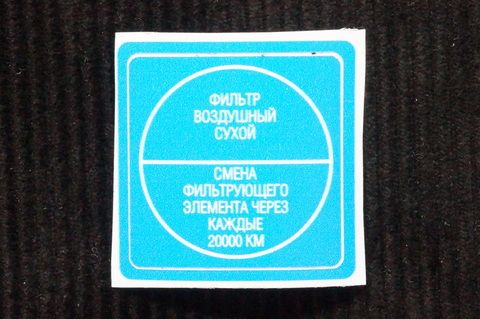 ФИЛЬТР
ВОЗДУШНЫЙ
СУХОЙ
СМЕНА
ФИЛЬТРУЮЩЕГО
ЭЛЕМЕНТА ЧЕРЕЗ
КАЖДЫЕ
20000 КМ